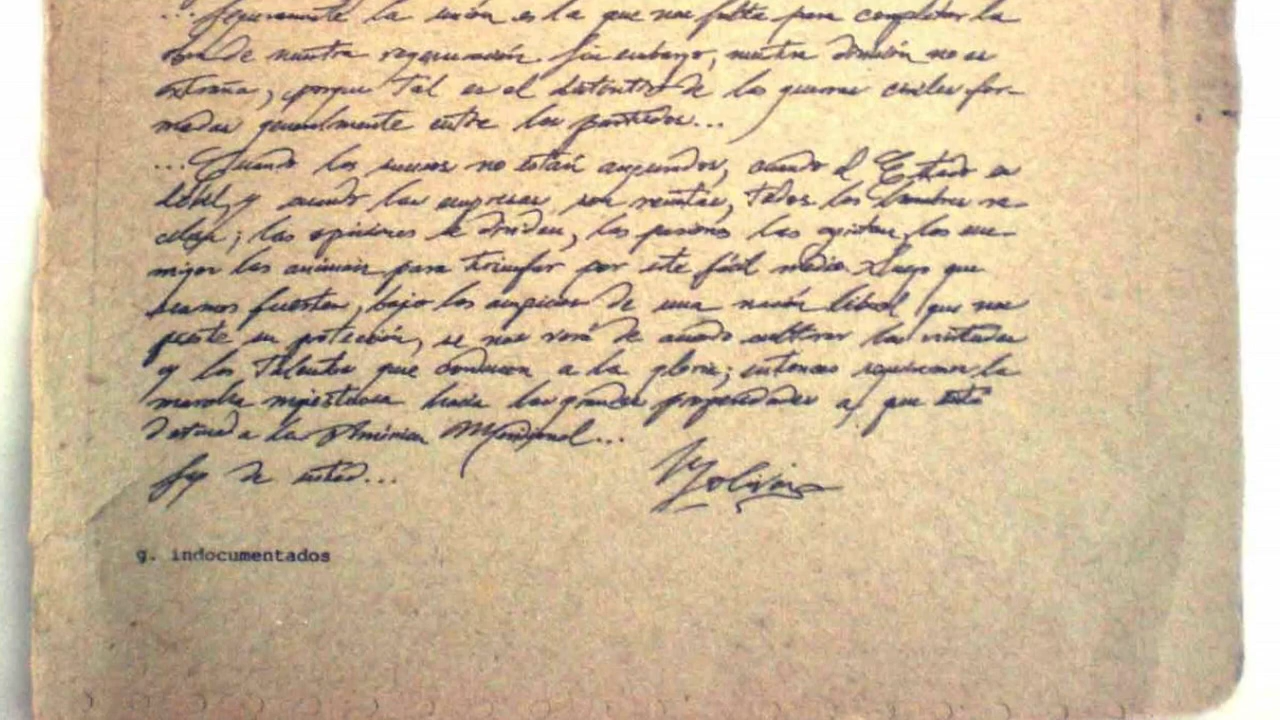 ...Seguramente la unión es la que nos falta para completar la
obra de nuestra regeneración. Sin embargo, nuestra división no es
extraña, porque tal es el distintivo de las guerras civiles for-
madas generalmente entre los partidos...
...Cuando los sucesos no están asegurados, cuando el Estado es
débil, y cuando las empresas son remotas, todos los hombres va-
cilan; las opiniones se dividen, las pasiones las agitan, los ene-
migos las animan para triunfar por este fácil medio. Luego que
seamos fuertes, bajo los auspicios de una nación liberal que nos
preste su protección, se nos verá de acuerdo cultivar las virtudes
y los talentos que conducen a la gloria; entonces seguiremos la
marcha majestuosa hacia las grandes prosperidades a que está
destinada la América Meridional...
Soy de usted...
Bolívar
g. indocumentados